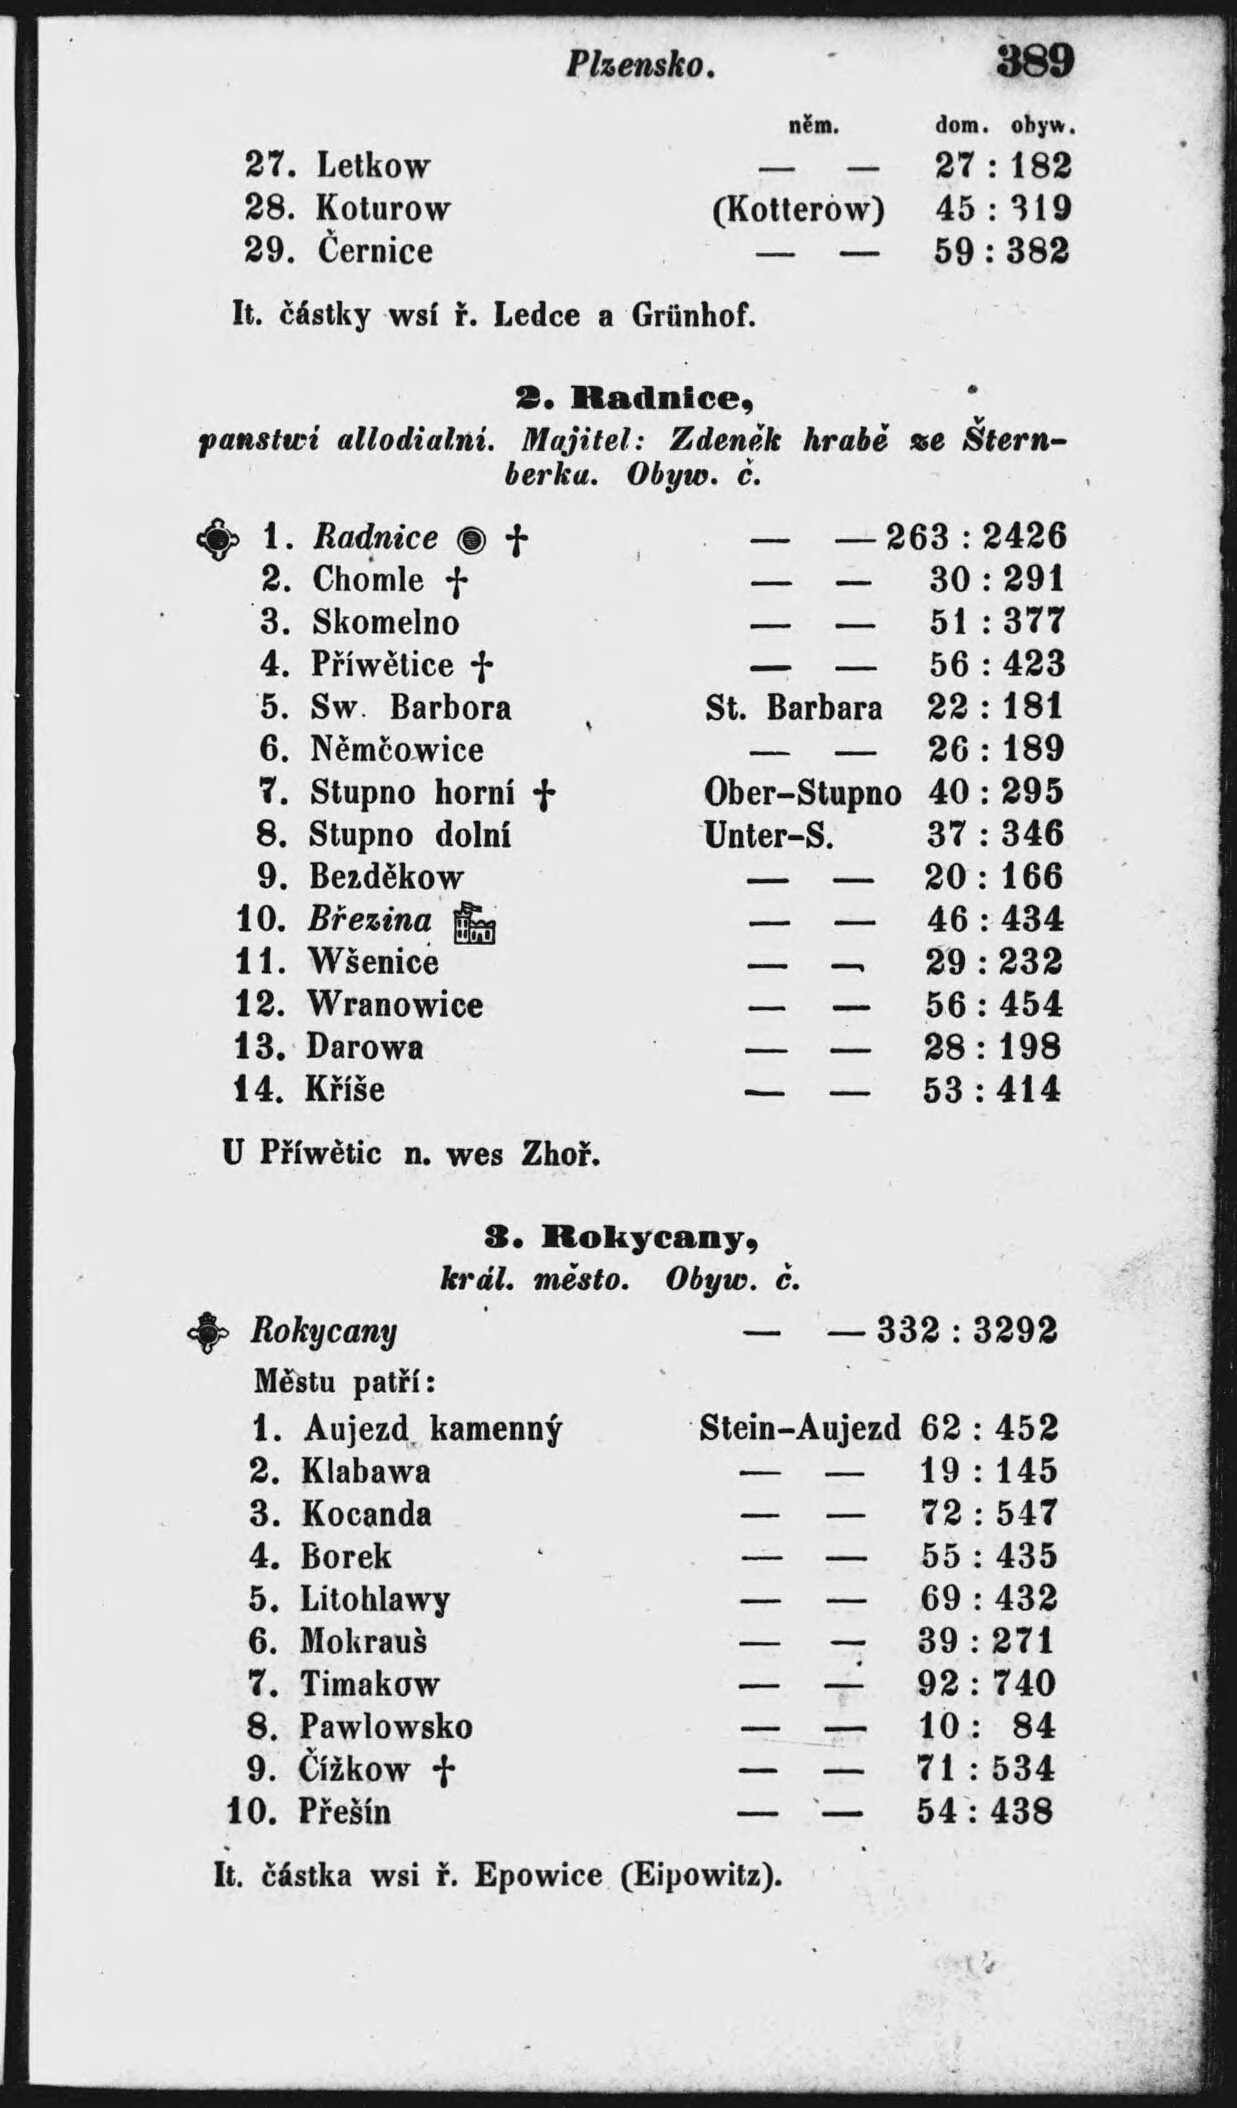 Plzensko. 389
něm. dom. obyw.
27. Letkow — — 27 : 182
28. Koturow (Kotterow) 45 : 319
29. Černice — — 59 : 382
It. částky wsí ř. Ledce a Grünhof.
2. Radnice,
panstwí allodialní. Majitel: Zdeněk hrabě ze Štern-
berka. Obyw. č.
1. Radnice † — — 263 : 2426
2. Chomle † — — 30 : 291
3. Skomelno — — 51 : 377
4. Příwětice † — — 56 : 423
5. Sw. Barbora St. Barbara 22 : 181
6. Němčowice — — 26 : 189
7. Stupno horní † Ober-Stupno 40 : 295
8. Stupno dolní Unter-S. 37 : 346
9. Bezděkow — — 20 : 166
10. Březina — — 46 : 434
11. Wšenice — — 29 : 232
12. Wranowice — — 56 : 454
13. Darowa — — 28 : 198
14. Kříše — — 53 : 414
U Příwětic n. wes Zhoř.
3. Rokycany,
král. město. Obyw. č.
Rokycany — — 332 : 3292
Městu patří:
1. Aujezd kamenný Stein-Aujezd 62 : 452
2. Klabawa — — 19 : 145
3. Kocanda — — 72 : 547
4. Borek — — 55 : 435
5. Litohlawy — — 69 : 432
6. Mokrauš — — 39 : 271
7. Timakow — — 92 : 740
8. Pawlowsko — — 10 : 84
9. Čížkow † — — 71 : 534
10. Přešín — — 54 : 438
It. částka wsi ř. Epowice (Eipowitz).